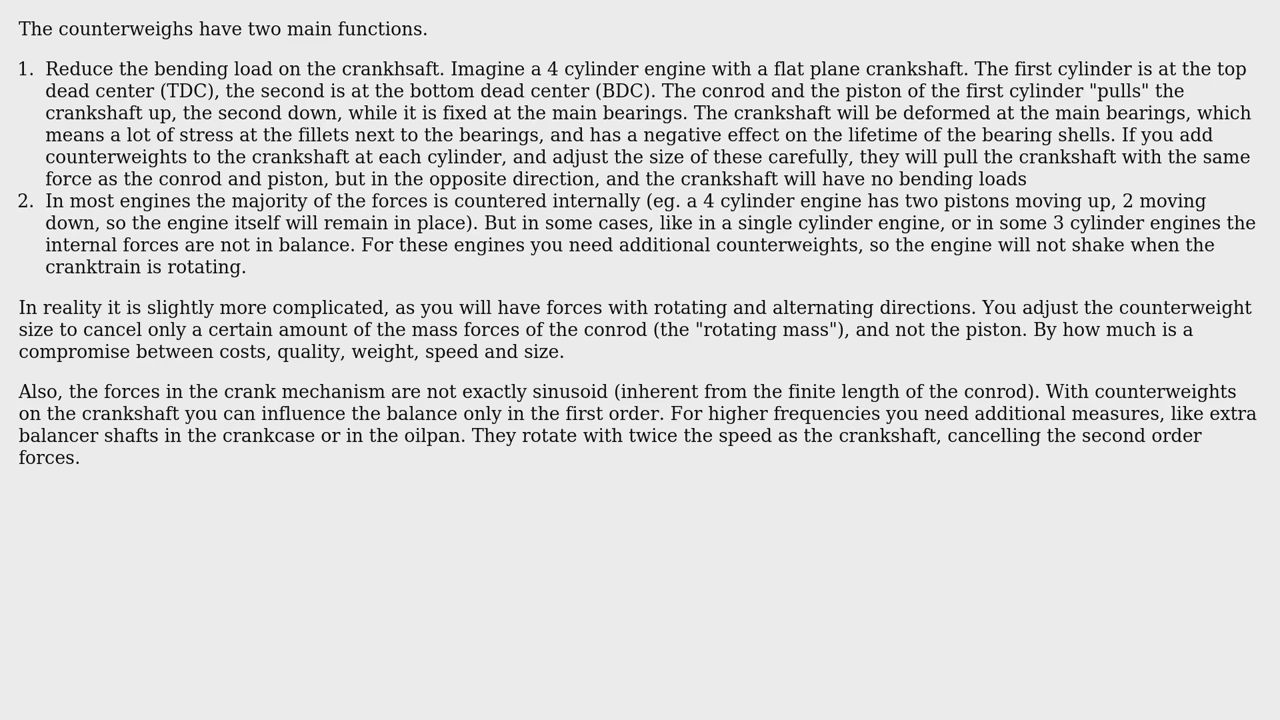 The counterweighs have two main functions.
1. Reduce the bending load on the crankhsaft. Imagine a 4 cylinder engine with a flat plane crankshaft. The first cylinder is at the top
dead center (TDC), the second is at the bottom dead center (BDC). The conrod and the piston of the first cylinder "pulls" the
crankshaft up, the second down, while it is fixed at the main bearings. The crankshaft will be deformed at the main bearings, which
means a lot of stress at the fillets next to the bearings, and has a negative effect on the lifetime of the bearing shells. If you add
counterweights to the crankshaft at each cylinder, and adjust the size of these carefully, they will pull the crankshaft with the same
force as the conrod and piston, but in the opposite direction, and the crankshaft will have no bending loads
2. In most engines the majority of the forces is countered internally (eg. a 4 cylinder engine has two pistons moving up, 2 moving
down, so the engine itself will remain in place). But in some cases, like in a single cylinder engine, or in some 3 cylinder engines the
internal forces are not in balance. For these engines you need additional counterweights, so the engine will not shake when the
cranktrain is rotating.
In reality it is slightly more complicated, as you will have forces with rotating and alternating directions. You adjust the counterweight
size to cancel only a certain amount of the mass forces of the conrod (the "rotating mass"), and not the piston. By how much is a
compromise between costs, quality, weight, speed and size.
Also, the forces in the crank mechanism are not exactly sinusoid (inherent from the finite length of the conrod). With counterweights
on the crankshaft you can influence the balance only in the first order. For higher frequencies you need additional measures, like extra
balancer shafts in the crankcase or in the oilpan. They rotate with twice the speed as the crankshaft, cancelling the second order
forces.